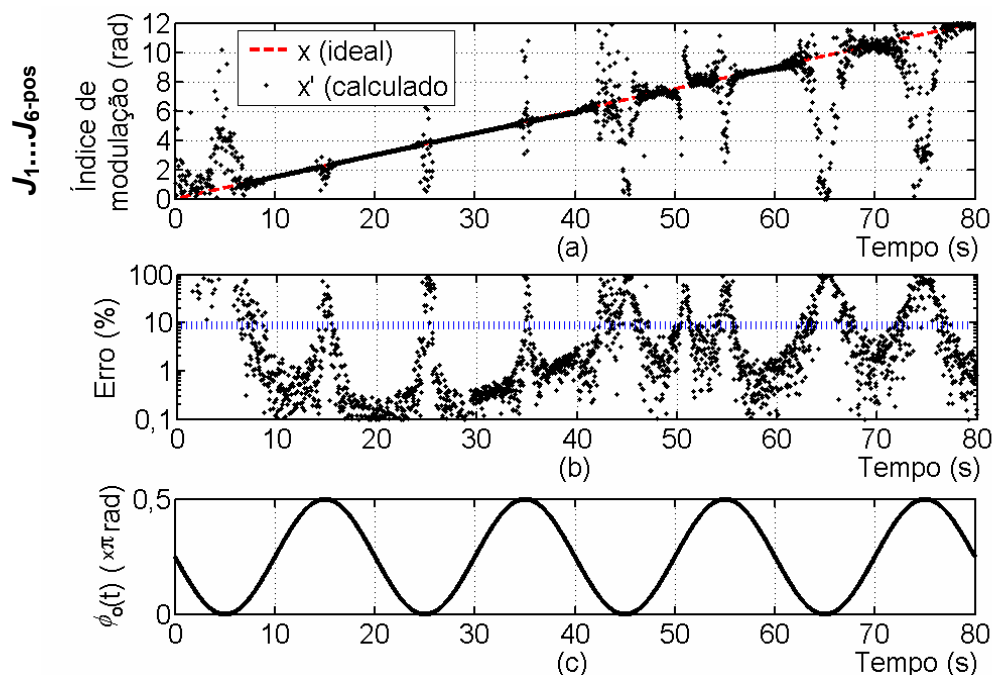 J1...J6-pos
Índice de
modulação (rad)
12
10
8
6
4
2
0
x (ideal)
x' (calculado
0 10 20 30 40 50 60 70 80
(a)
Tempo (s)
Erro (%)
100
10
1
0,1
0 10 20 30 40 50 60 70 80
(b)
Tempo (s)
ϕo(t) ( xπ rad)
0,5
0
0 10 20 30 40 50 60 70 80
(c)
Tempo (s)